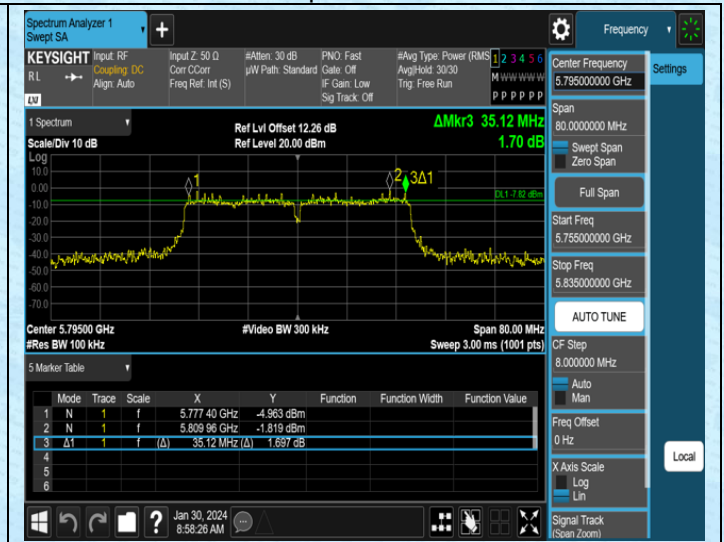 Spectrum Analyzer 1
Swept SA
+
Frequency
KEYSIGHT Input: RF
RL
Coupling: DC
Align: Auto
LXI
Input Z: 50 Ω
Corr CCorr
Freq Ref: Int (S)
#Atten: 30 dB
µW Path: Standard
PNO: Fast
Gate: Off
IF Gain: Low
Sig Track: Off
#Avg Type: Power (RMS
Avg|Hold: 30/30
Trig: Free Run
1 2 3 4 5 6
M W W W W W
P P P P P P
Center Frequency
5.795000000 GHz
Settings
Span
80.0000000 MHz
Swept Span
Zero Span
Full Span
Start Freq
5.755000000 GHz
Stop Freq
5.835000000 GHz
AUTO TUNE
CF Step
8.000000 MHz
Auto
Man
Freq Offset
0 Hz
X Axis Scale
Log
Lin
Signal Track
(Span Zoom)
Local
1 Spectrum
Scale/Div 10 dB
Ref Lvl Offset 12.26 dB
Ref Level 20.00 dBm
ΔMkr3 35.12 MHz
1.70 dB
Log
10.0
0.00
-10.0
-20.0
-30.0
-40.0
-50.0
-60.0
-70.0
1
2
3Δ1
DL1 -7.82 dBm
Center 5.79500 GHz
#Res BW 100 kHz
#Video BW 300 kHz
Span 80.00 MHz
Sweep 3.00 ms (1001 pts)
5 Marker Table
Mode Trace Scale X Y Function Function Width Function Value
1 N 1 f 5.777 40 GHz -4.963 dBm
2 N 1 f 5.809 96 GHz -1.819 dBm
3 Δ1 1 f (Δ) 35.12 MHz (Δ) 1.697 dB
4
5
6
?
Jan 30, 2024
8:58:26 AM